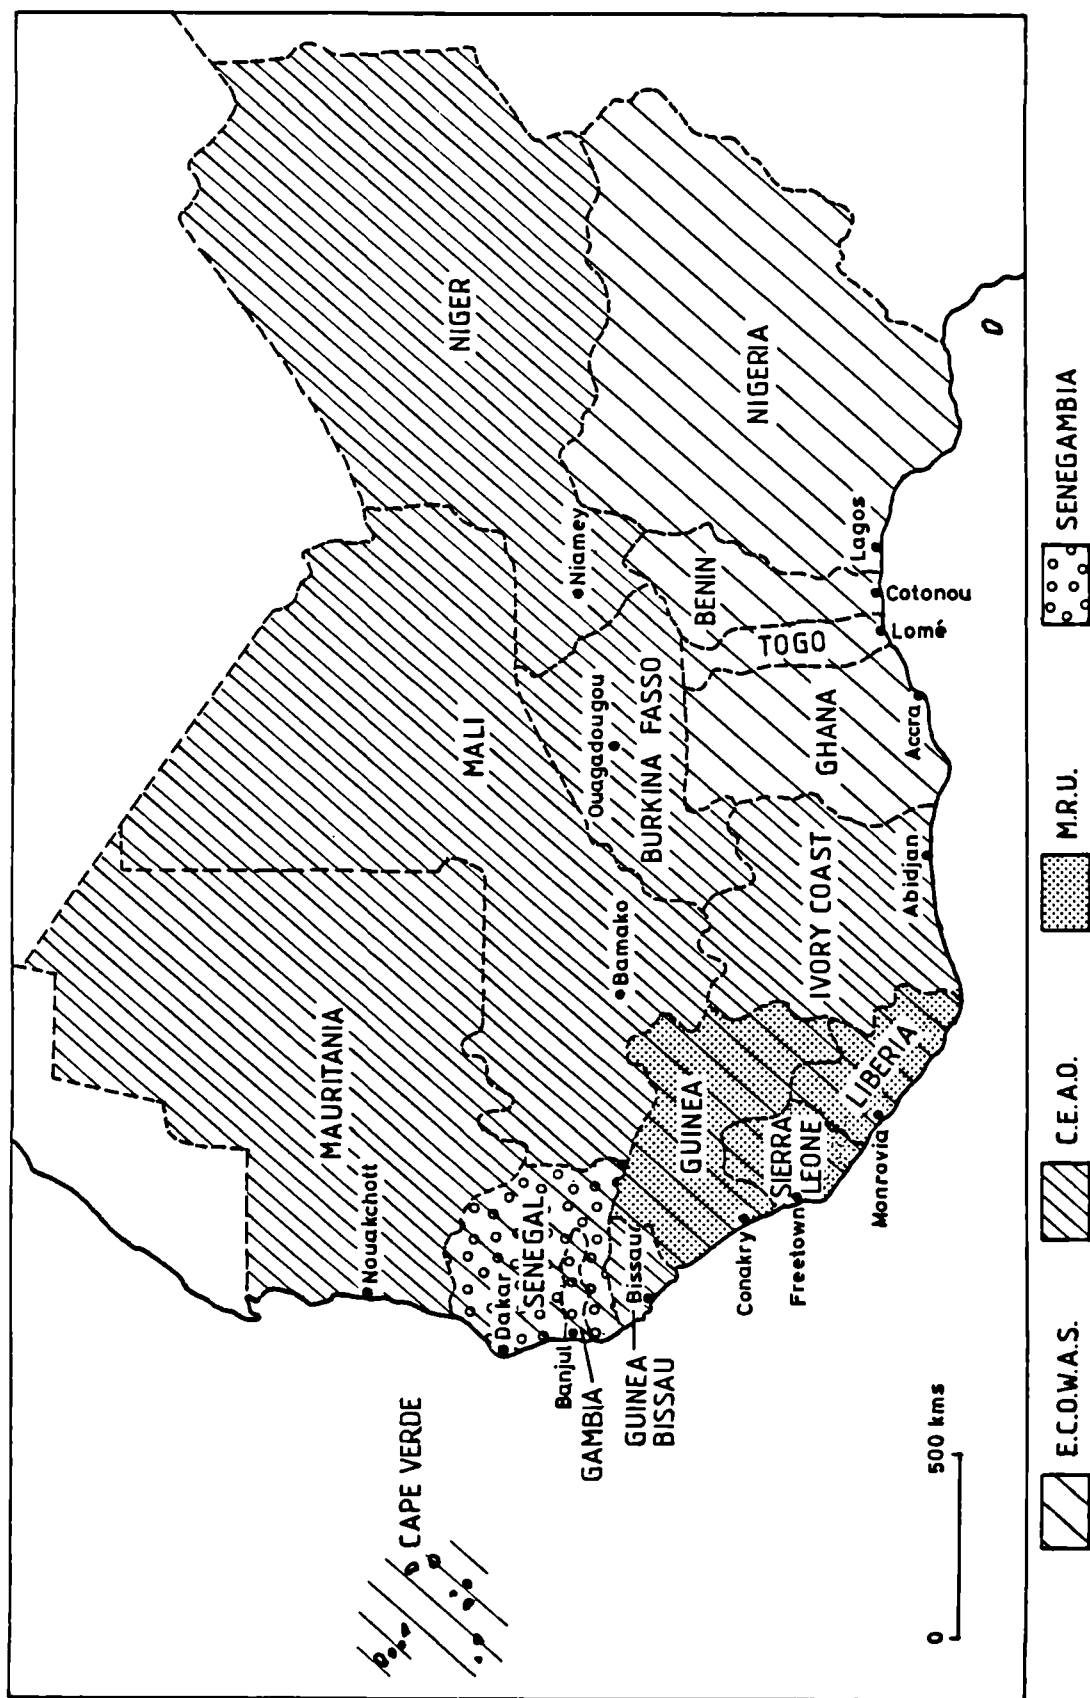 CAPE VERDE
MAURITANIA
Nouakchott
MALI
NIGER
Dakar
SENEGAL
Banjul
GAMBIA
GUINEA
BISSAU
Bissau
Bamako
Ouagadougou
BURKINA FASSO
Niamey
GUINEA
Conakry
SIERRA
LEONE
Freetown
LIBERIA
Monrovia
IVORY COAST
Abidjan
GHANA
Accra
TOGO
Lomé
BENIN
Cotonou
NIGERIA
Lagos
0 500 kms
E.C.O.W.A.S.
C.E.A.O.
M.R.U.
SENEGAMBIA